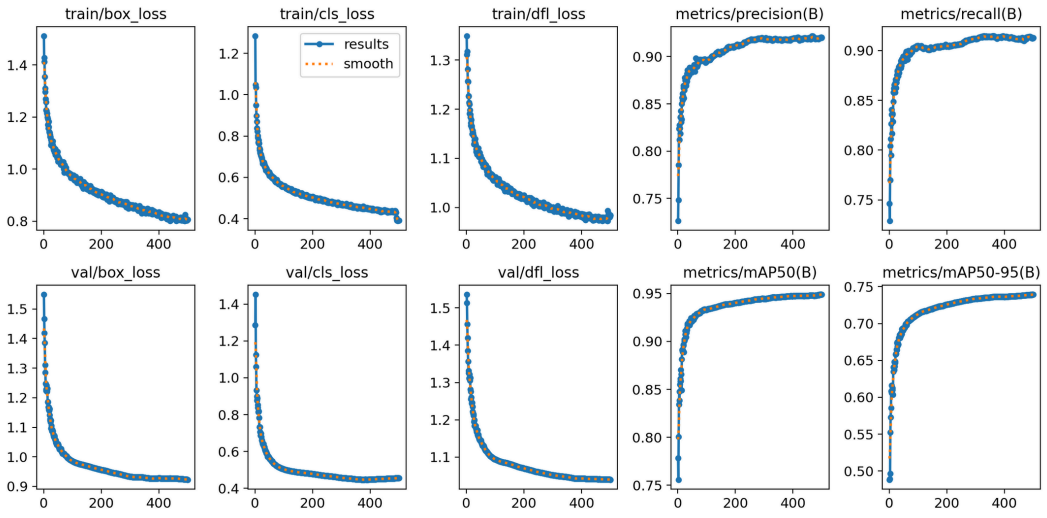 train/box_loss
train/cls_loss
train/dfl_loss
metrics/precision(B)
metrics/recall(B)
1.4
1.2
1.0
0.8
0 200 400
results
smooth
1.2
1.0
0.8
0.6
0.4
0 200 400
1.3
1.2
1.1
1.0
0 200 400
0.90
0.85
0.80
0.75
0 200 400
0.90
0.85
0.80
0.75
0 200 400
val/box_loss
val/cls_loss
val/dfl_loss
metrics/mAP50(B)
metrics/mAP50-95(B)
1.5
1.4
1.3
1.2
1.1
1.0
0.9
0 200 400
1.4
1.2
1.0
0.8
0.6
0.4
0 200 400
1.5
1.4
1.3
1.2
1.1
0 200 400
0.95
0.90
0.85
0.80
0.75
0 200 400
0.75
0.70
0.65
0.60
0.55
0.50
0 200 400